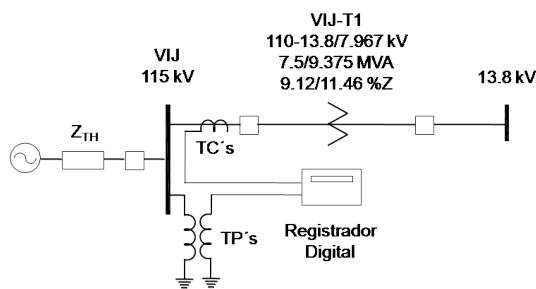 VIJ-T1
110-13.8/7.967 kV
7.5/9.375 MVA
9.12/11.46 %Z
VIJ
115 kV
13.8 kV
ZTH
TC´s
TP´s
Registrador
Digital